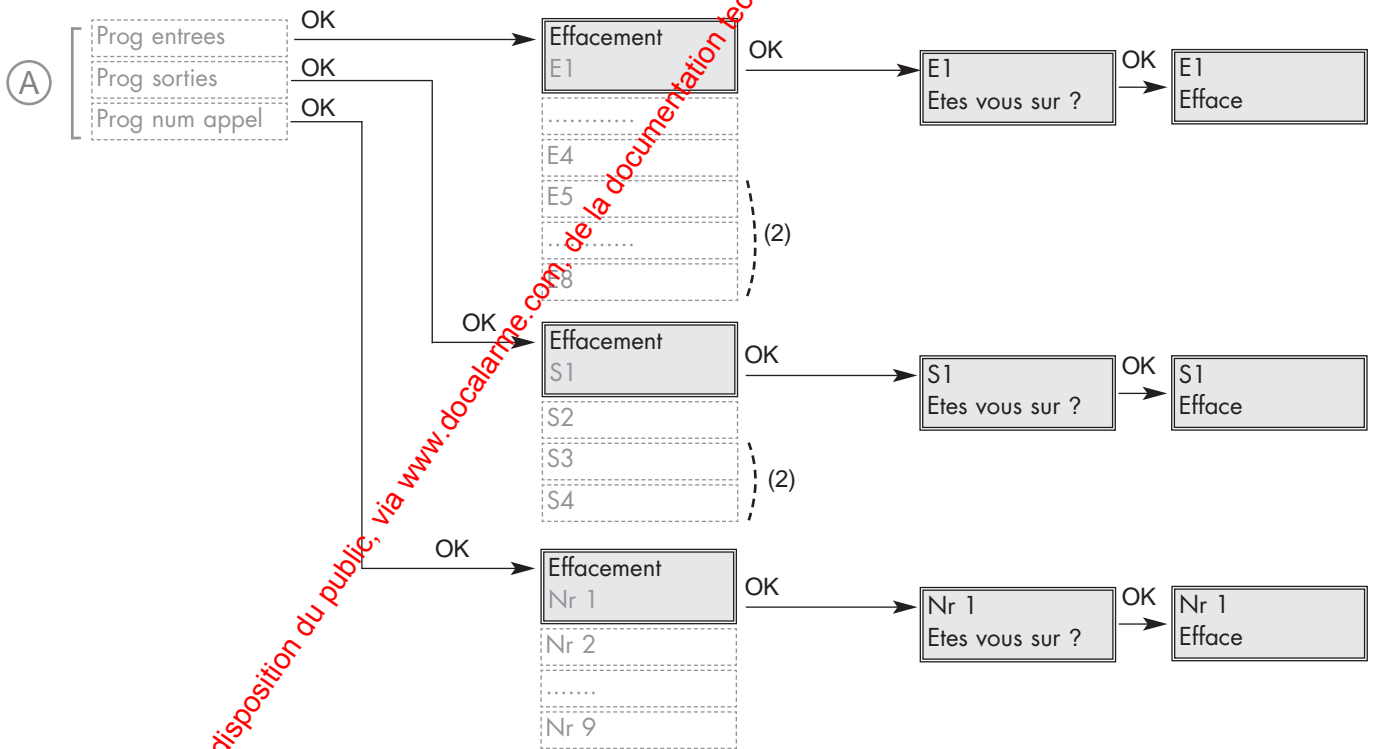 A
Prog entrees
Prog sorties
Prog num appel
OK
OK
OK
Effacement
E1
............
E4
E5
............
E8
(2)
OK
E1
Etes vous sur ?
OK
E1
Efface
OK
Effacement
S1
S2
S3
S4
(2)
OK
S1
Etes vous sur ?
OK
S1
Efface
OK
Effacement
Nr 1
Nr 2
.......
Nr 9
OK
Nr 1
Etes vous sur ?
OK
Nr 1
Efface
disposition du public, via www.docalarme.com, de la documentation